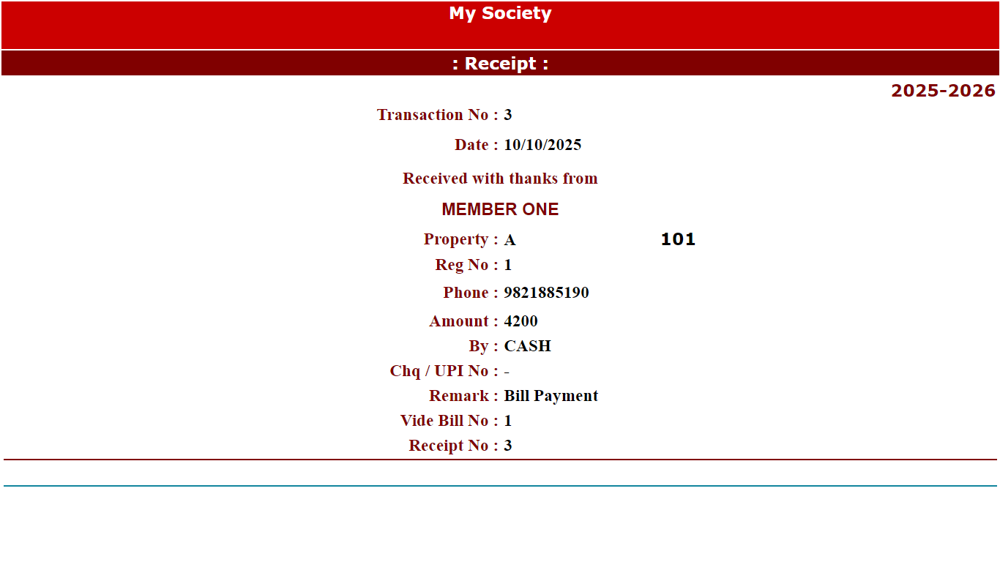 My Society
: Receipt :
2025-2026
Transaction No : 3
Date : 10/10/2025
Received with thanks from
MEMBER ONE
Property : A 101
Reg No : 1
Phone : 9821885190
Amount : 4200
By : CASH
Chq / UPI No : -
Remark : Bill Payment
Vide Bill No : 1
Receipt No : 3